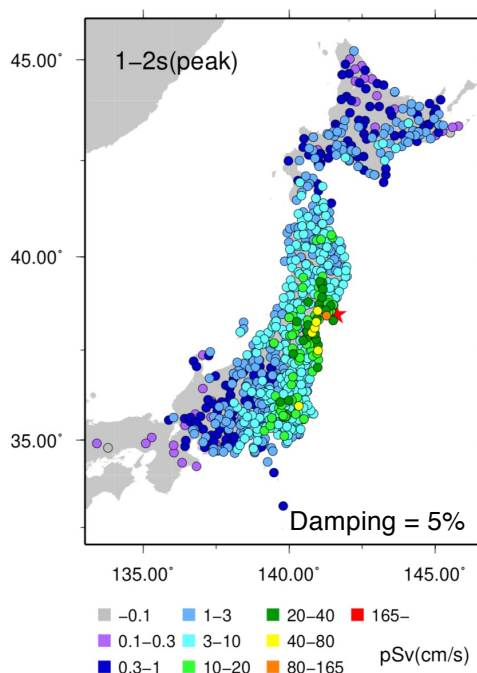 45.00˚
1−2s(peak)
40.00˚
35.00˚
Damping = 5%
135.00˚ 140.00˚ 145.00˚
−0.1 1−3 20−40 165−
0.1−0.3 3−10 40−80
0.3−1 10−20 80−165 pSv(cm/s)